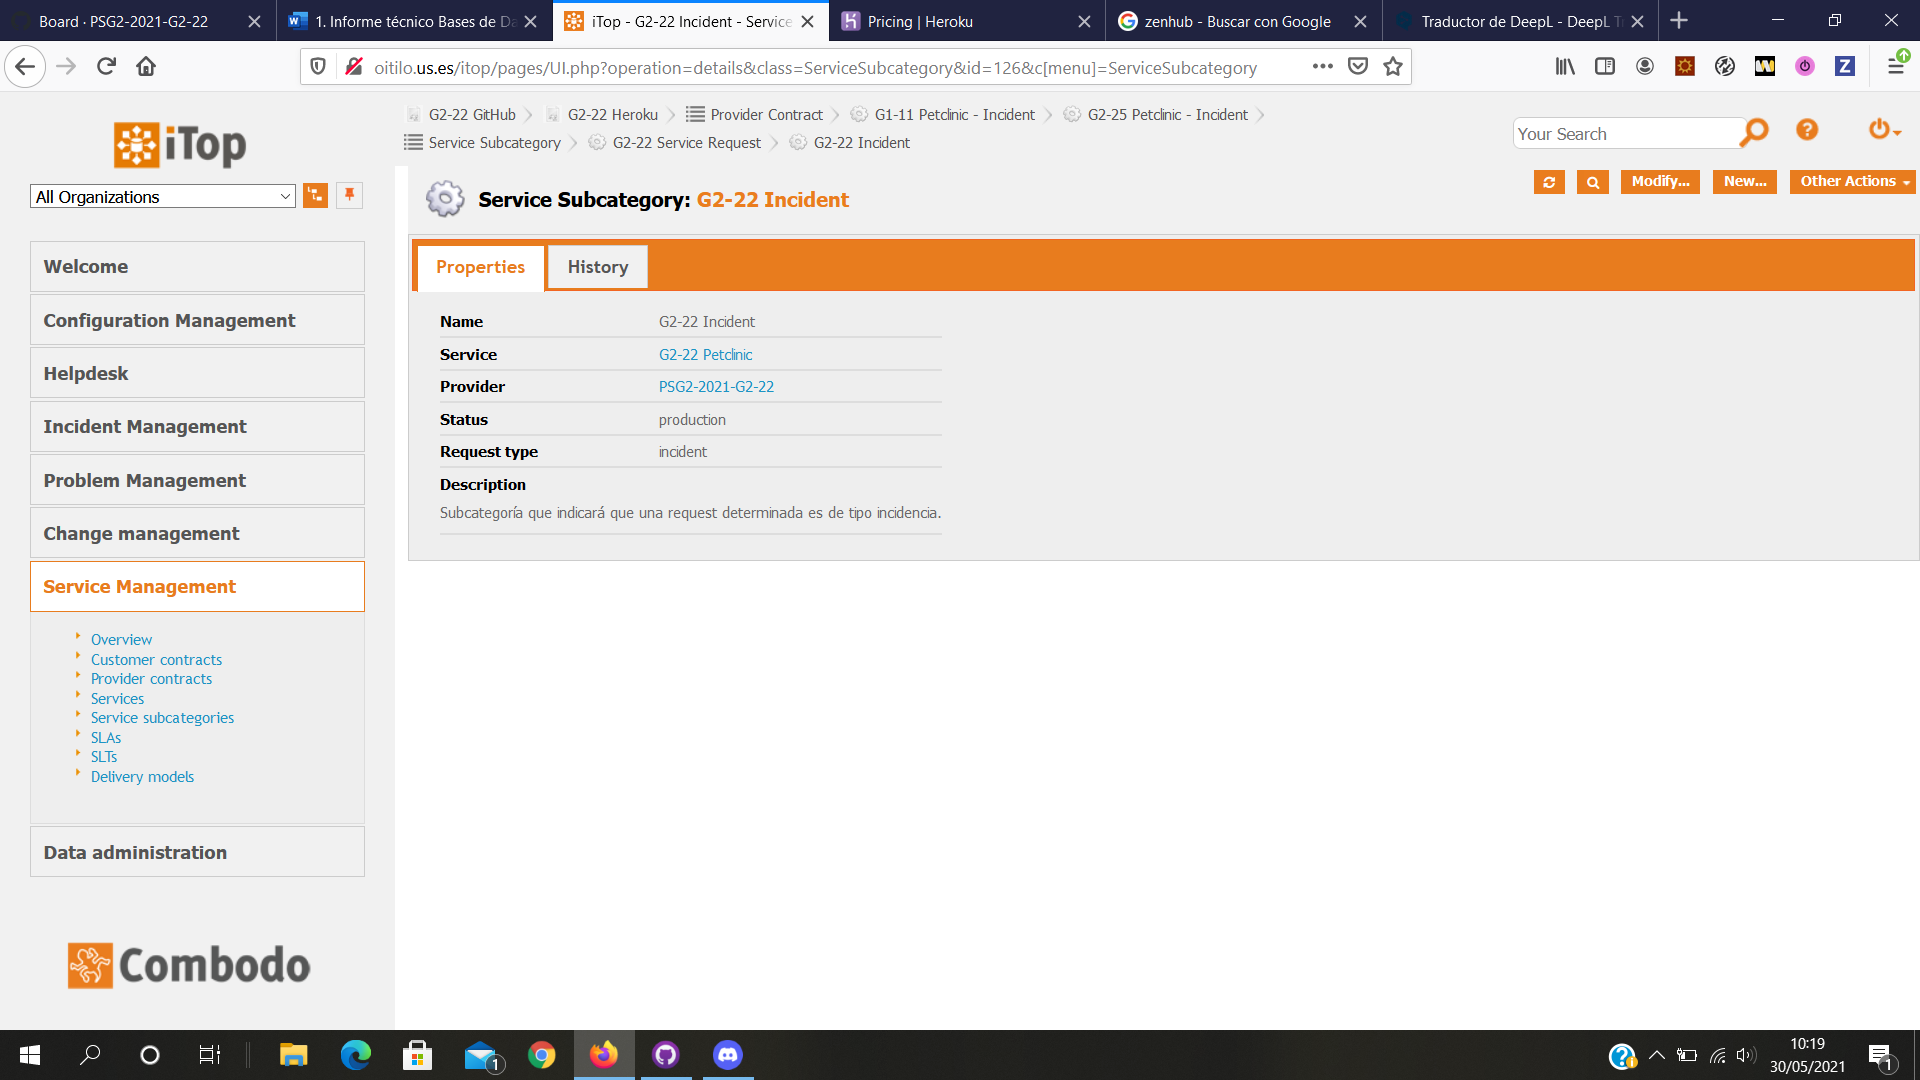 Board · PSG2-2021-G2-22
1. Informe técnico Bases de Da
iTop - G2-22 Incident - Service
Pricing | Heroku
zenhub - Buscar con Google
Traductor de DeepL - DeepL T
oitilo.us.es/itop/pages/UI.php?operation=details&class=ServiceSubcategory&id=126&c[menu]=ServiceSubcategory
iTop
G2-22 GitHub
G2-22 Heroku
Provider Contract
G1-11 Petclinic - Incident
G2-25 Petclinic - Incident
Service Subcategory
G2-22 Service Request
G2-22 Incident
Your Search
All Organizations
Service Subcategory: G2-22 Incident
Modify...
New...
Other Actions
Properties
History
Name G2-22 Incident
Service G2-22 Petclinic
Provider PSG2-2021-G2-22
Status production
Request type incident
Description
Subcategoría que indicará que una request determinada es de tipo incidencia.
Welcome
Configuration Management
Helpdesk
Incident Management
Problem Management
Change management
Service Management
Overview
Customer contracts
Provider contracts
Services
Service subcategories
SLAs
SLTs
Delivery models
Data administration
Combodo
1
10:19
30/05/2021
1